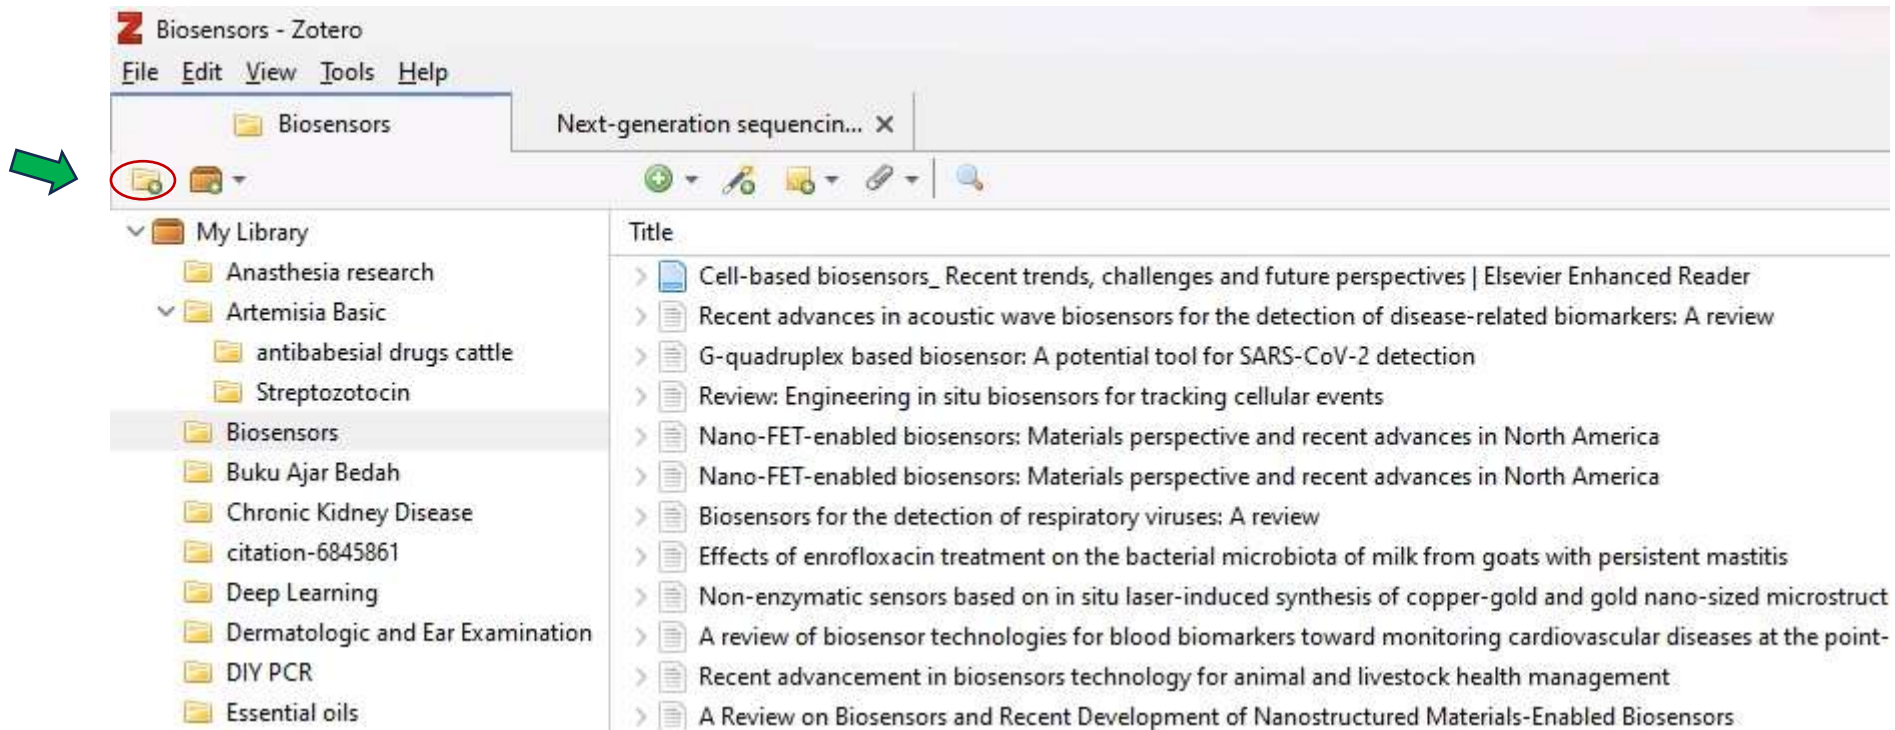 Biosensors - Zotero
File Edit View Tools Help
Biosensors
Next-generation sequencin...
My Library
Anasthesia research
Artemisia Basic
antibabesial drugs cattle
Streptozotocin
Biosensors
Buku Ajar Bedah
Chronic Kidney Disease
citation-6845861
Deep Learning
Dermatologic and Ear Examination
DIY PCR
Essential oils
Title
Cell-based biosensors_ Recent trends, challenges and future perspectives | Elsevier Enhanced Reader
Recent advances in acoustic wave biosensors for the detection of disease-related biomarkers: A review
G-quadruplex based biosensor: A potential tool for SARS-CoV-2 detection
Review: Engineering in situ biosensors for tracking cellular events
Nano-FET-enabled biosensors: Materials perspective and recent advances in North America
Nano-FET-enabled biosensors: Materials perspective and recent advances in North America
Biosensors for the detection of respiratory viruses: A review
Effects of enrofloxacin treatment on the bacterial microbiota of milk from goats with persistent mastitis
Non-enzymatic sensors based on in situ laser-induced synthesis of copper-gold and gold nano-sized microstruct
A review of biosensor technologies for blood biomarkers toward monitoring cardiovascular diseases at the point-
Recent advancement in biosensors technology for animal and livestock health management
A Review on Biosensors and Recent Development of Nanostructured Materials-Enabled Biosensors